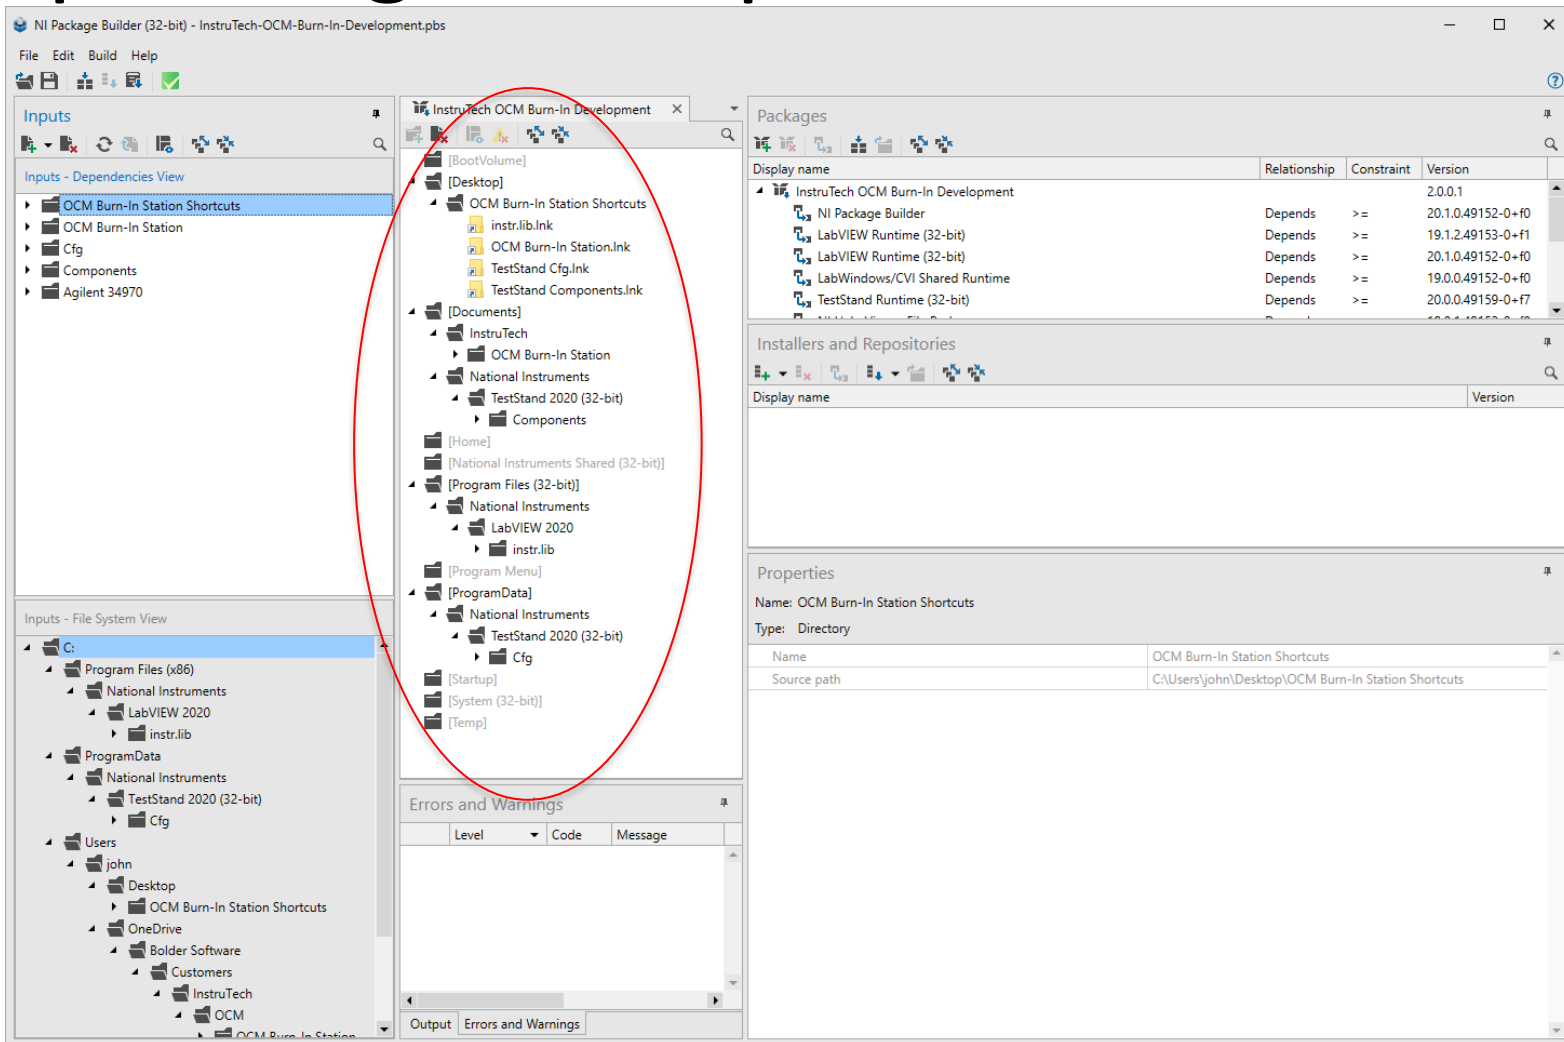 NI Package Builder (32-bit) - InstruTech-OCM-Burn-In-Development.pbs
File Edit Build Help
Inputs
Inputs - Dependencies View
OCM Burn-In Station Shortcuts
OCM Burn-In Station
Cfg
Components
Agilent 34970
Inputs - File System View
C:
Program Files (x86)
National Instruments
LabVIEW 2020
instr.lib
ProgramData
National Instruments
TestStand 2020 (32-bit)
Cfg
Users
john
Desktop
OCM Burn-In Station Shortcuts
OneDrive
Bolder Software
Customers
InstruTech
OCM
OCM Burn-In Station
InstruTech OCM Burn-In Development
[BootVolume]
[Desktop]
OCM Burn-In Station Shortcuts
instr.lib.lnk
OCM Burn-In Station.lnk
TestStand Cfg.lnk
TestStand Components.lnk
[Documents]
InstruTech
OCM Burn-In Station
National Instruments
TestStand 2020 (32-bit)
Components
[Home]
[National Instruments Shared (32-bit)]
[Program Files (32-bit)]
National Instruments
LabVIEW 2020
instr.lib
[Program Menu]
[ProgramData]
National Instruments
TestStand 2020 (32-bit)
Cfg
[Startup]
[System (32-bit)]
[Temp]
Errors and Warnings
Level Code Message
Output Errors and Warnings
Packages
Display name Relationship Constraint Version
InstruTech OCM Burn-In Development 2.0.0.1
NI Package Builder Depends >= 20.1.0.49152-0+f0
LabVIEW Runtime (32-bit) Depends >= 19.1.2.49153-0+f1
LabVIEW Runtime (32-bit) Depends >= 20.1.0.49152-0+f0
LabWindows/CVI Shared Runtime Depends >= 19.0.0.49152-0+f0
TestStand Runtime (32-bit) Depends >= 20.0.0.49159-0+f7
Installers and Repositories
Display name Version
Properties
Name: OCM Burn-In Station Shortcuts
Type: Directory
Name OCM Burn-In Station Shortcuts
Source path C:\Users\john\Desktop\OCM Burn-In Station Shortcuts